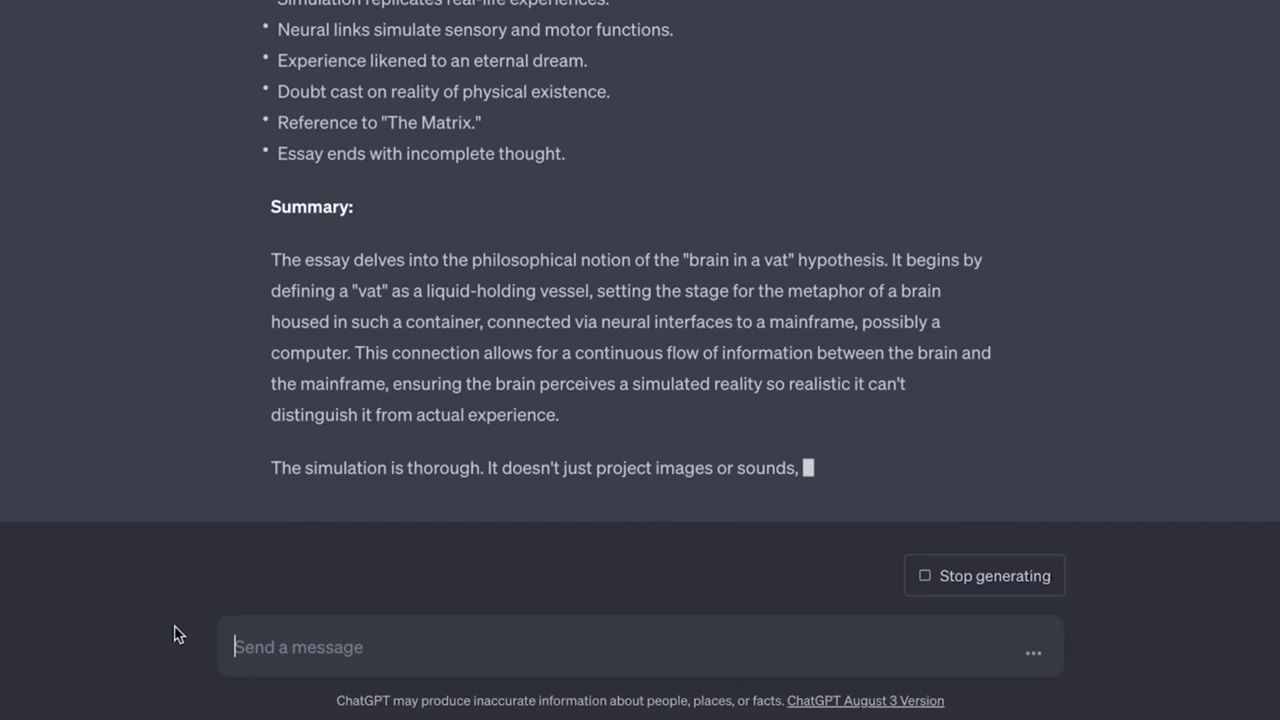 Simulation replicates real-life experiences.
• Neural links simulate sensory and motor functions.
• Experience likened to an eternal dream.
• Doubt cast on reality of physical existence.
• Reference to "The Matrix."
• Essay ends with incomplete thought.
Summary:
The essay delves into the philosophical notion of the "brain in a vat" hypothesis. It begins by
defining a "vat" as a liquid-holding vessel, setting the stage for the metaphor of a brain
housed in such a container, connected via neural interfaces to a mainframe, possibly a
computer. This connection allows for a continuous flow of information between the brain and
the mainframe, ensuring the brain perceives a simulated reality so realistic it can't
distinguish it from actual experience.
The simulation is thorough. It doesn't just project images or sounds,
Stop generating
Send a message
...
ChatGPT may produce inaccurate information about people, places, or facts. ChatGPT August 3 Version